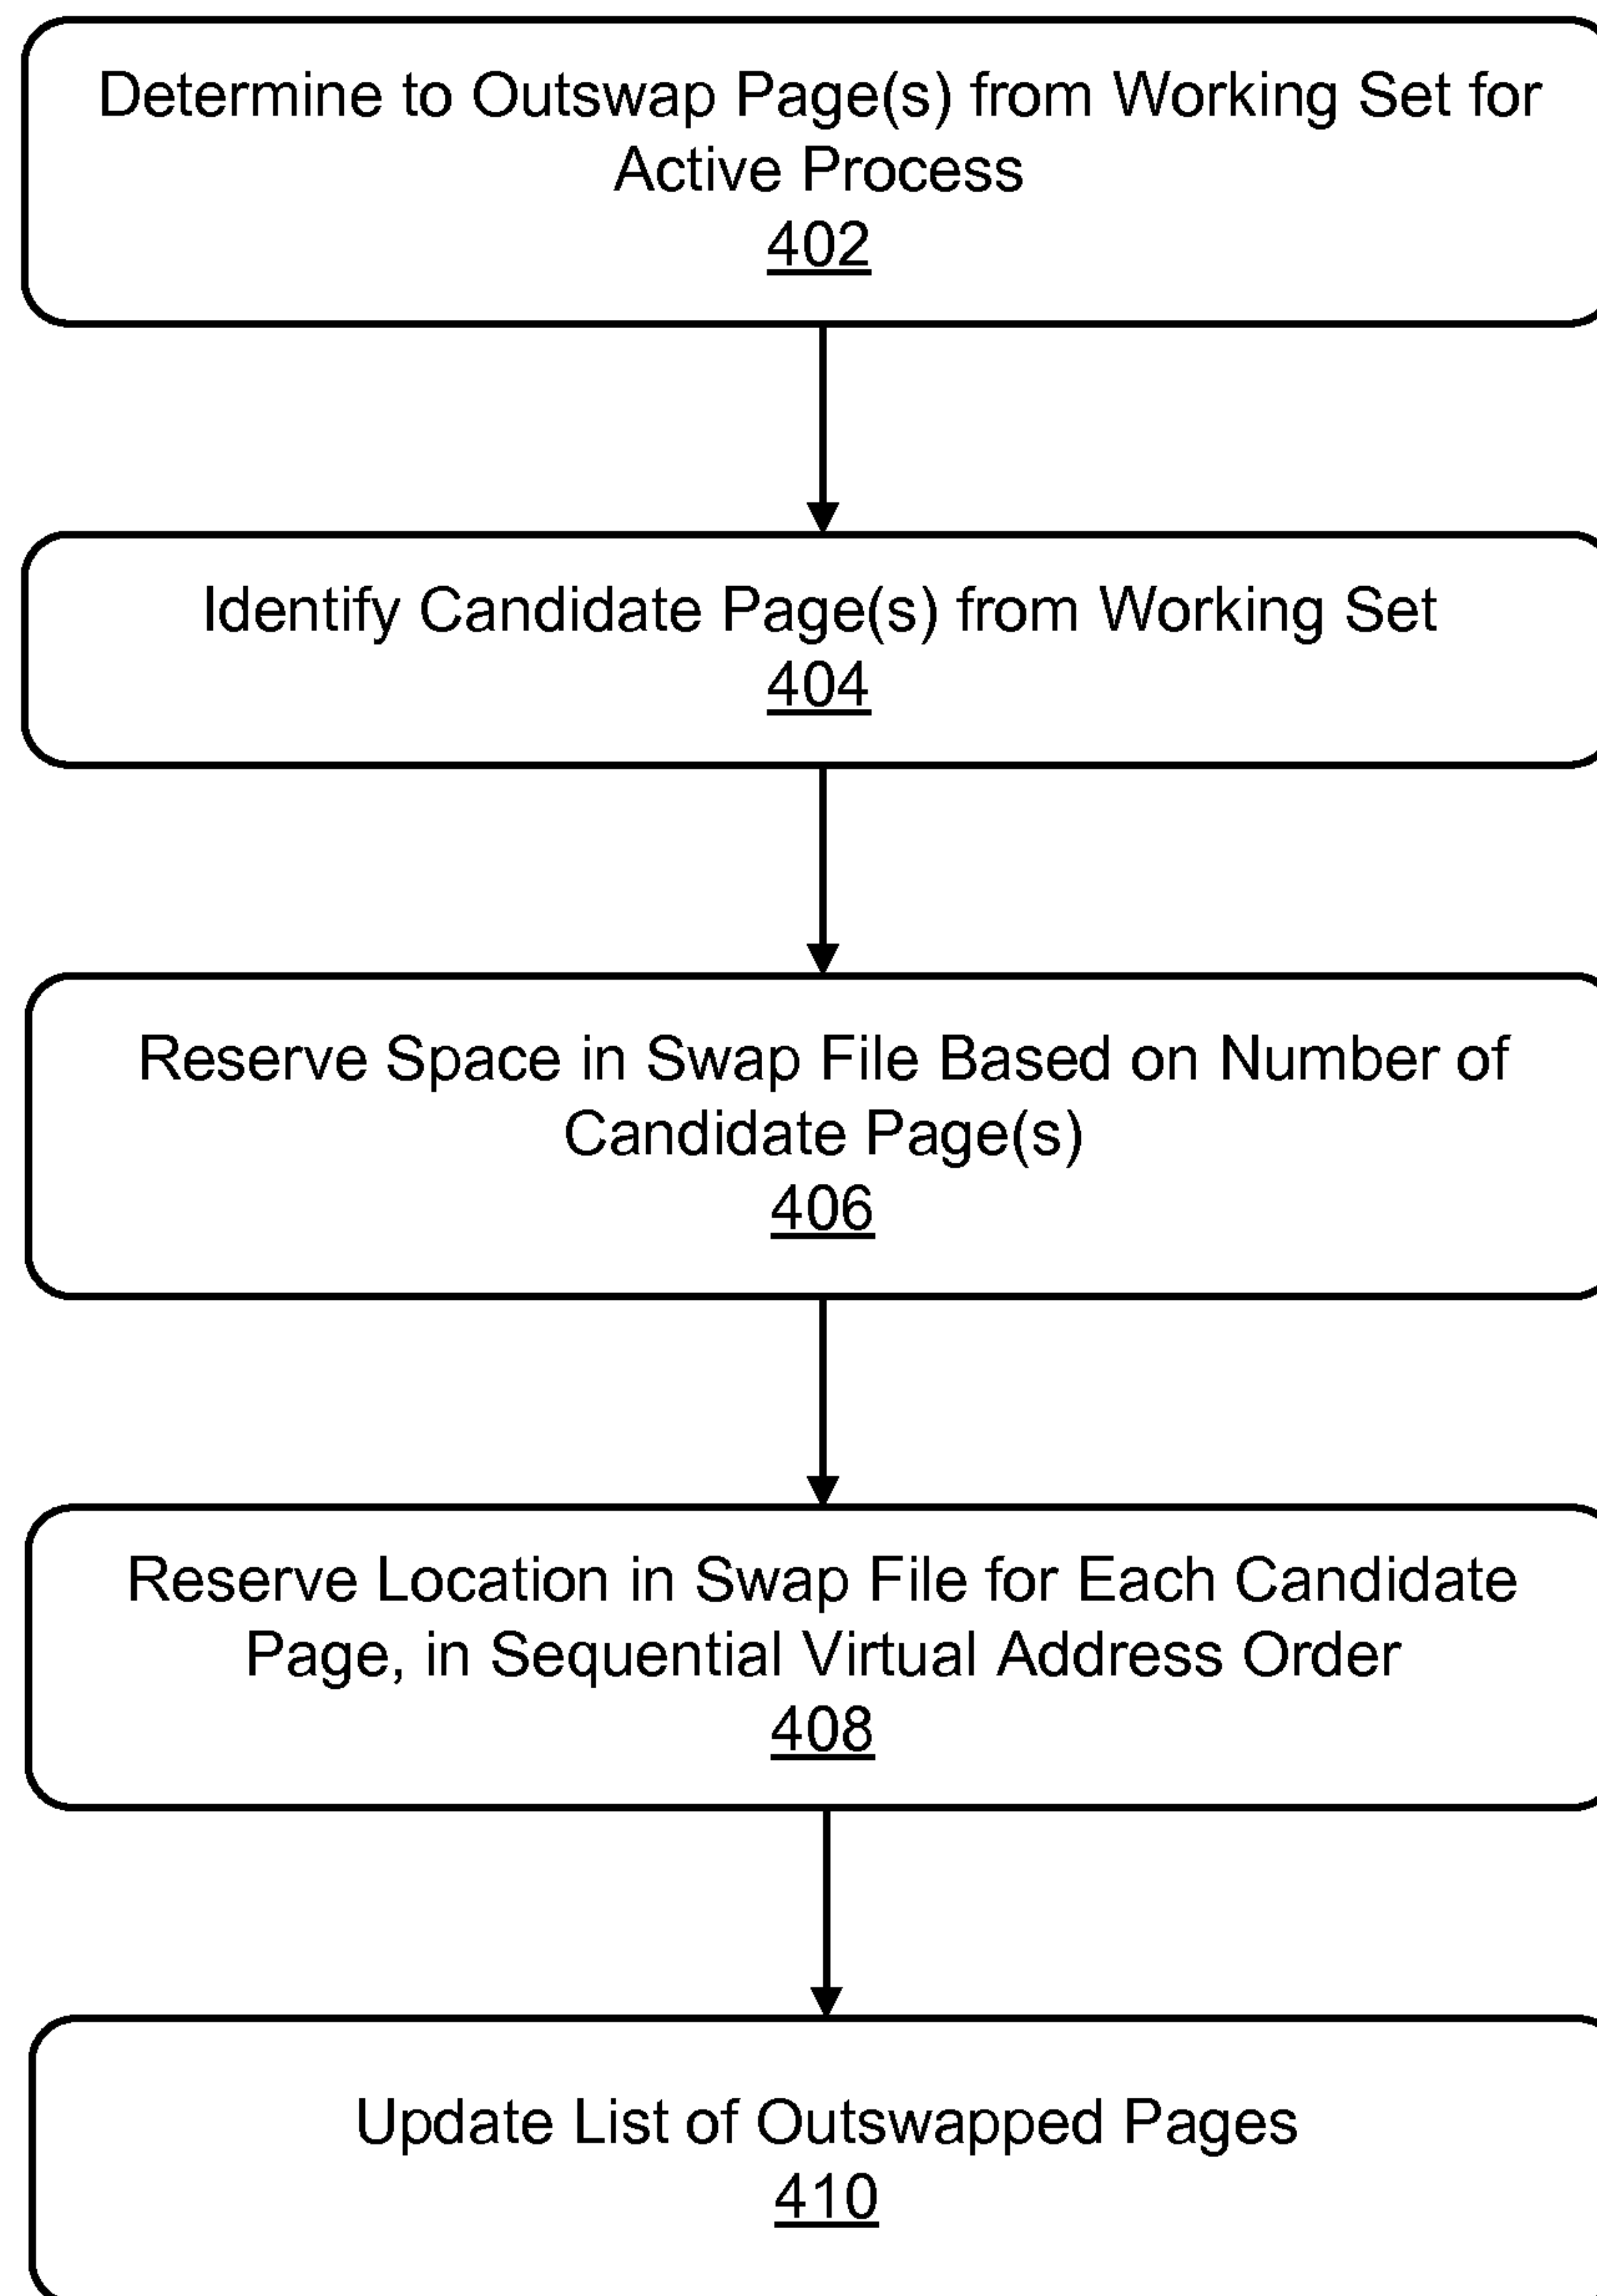 Determine to Outswap Page(s) from Working Set for
Active Process
402
Identify Candidate Page(s) from Working Set
404
Reserve Space in Swap File Based on Number of
Candidate Page(s)
406
Reserve Location in Swap File for Each Candidate
Page, in Sequential Virtual Address Order
408
Update List of Outswapped Pages
410